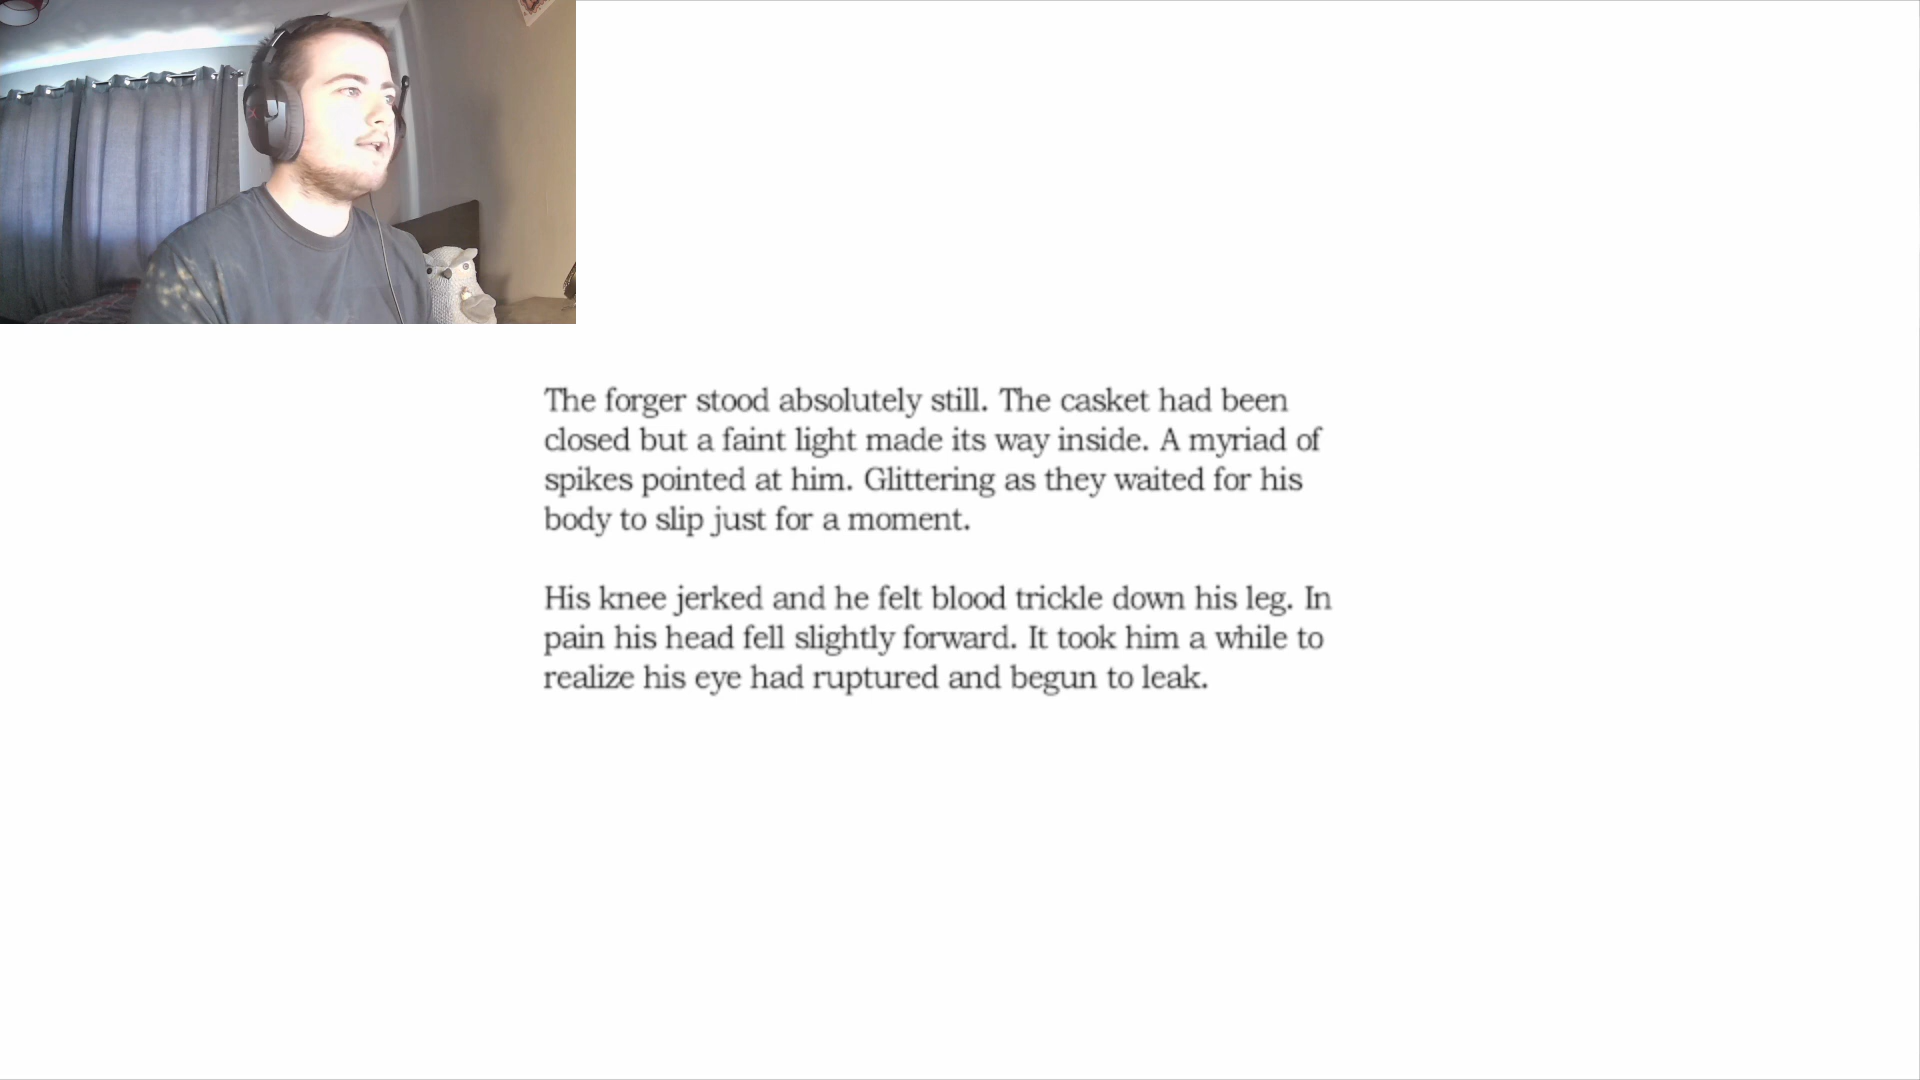 The forger stood absolutely still. The casket had been
closed but a faint light made its way inside. A myriad of
spikes pointed at him. Glittering as they waited for his
body to slip just for a moment.
His knee jerked and he felt blood trickle down his leg. In
pain his head fell slightly forward. It took him a while to
realize his eye had ruptured and begun to leak.